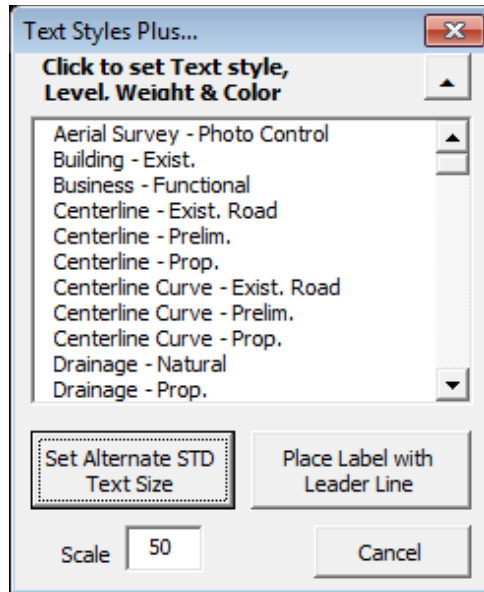 Text Styles Plus...
Click to set Text style,
Level, Weight & Color
Aerial Survey - Photo Control
Building - Exist.
Business - Functional
Centerline - Exist. Road
Centerline - Prelim.
Centerline - Prop.
Centerline Curve - Exist. Road
Centerline Curve - Prelim.
Centerline Curve - Prop.
Drainage - Natural
Drainage - Prop.
Set Alternate STD
Text Size
Place Label with
Leader Line
Scale 50
Cancel